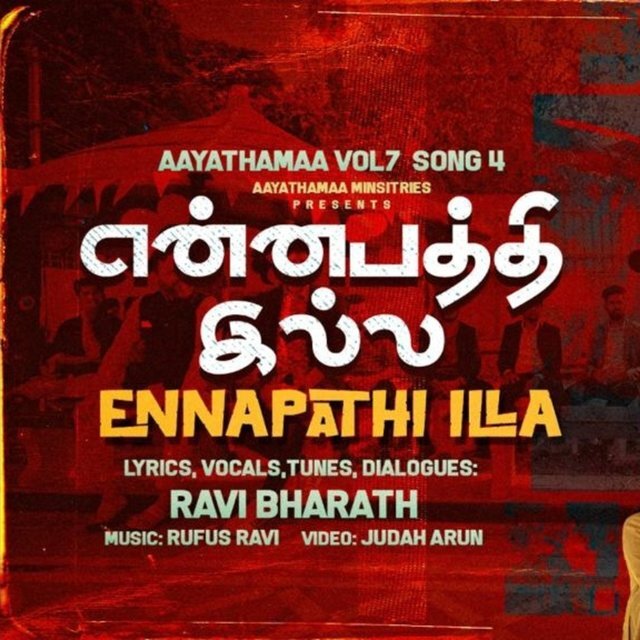 AAYATHAMAA VOL7 SONG 4
AAYATHAMAA MINSITRIES
PRESENTS
என்னபத்தி
இல்ல
ENNAPATHI ILLA
LYRICS, VOCALS,TUNES, DIALOGUES:
RAVI BHARATH
MUSIC: RUFUS RAVI VIDEO: JUDAH ARUN